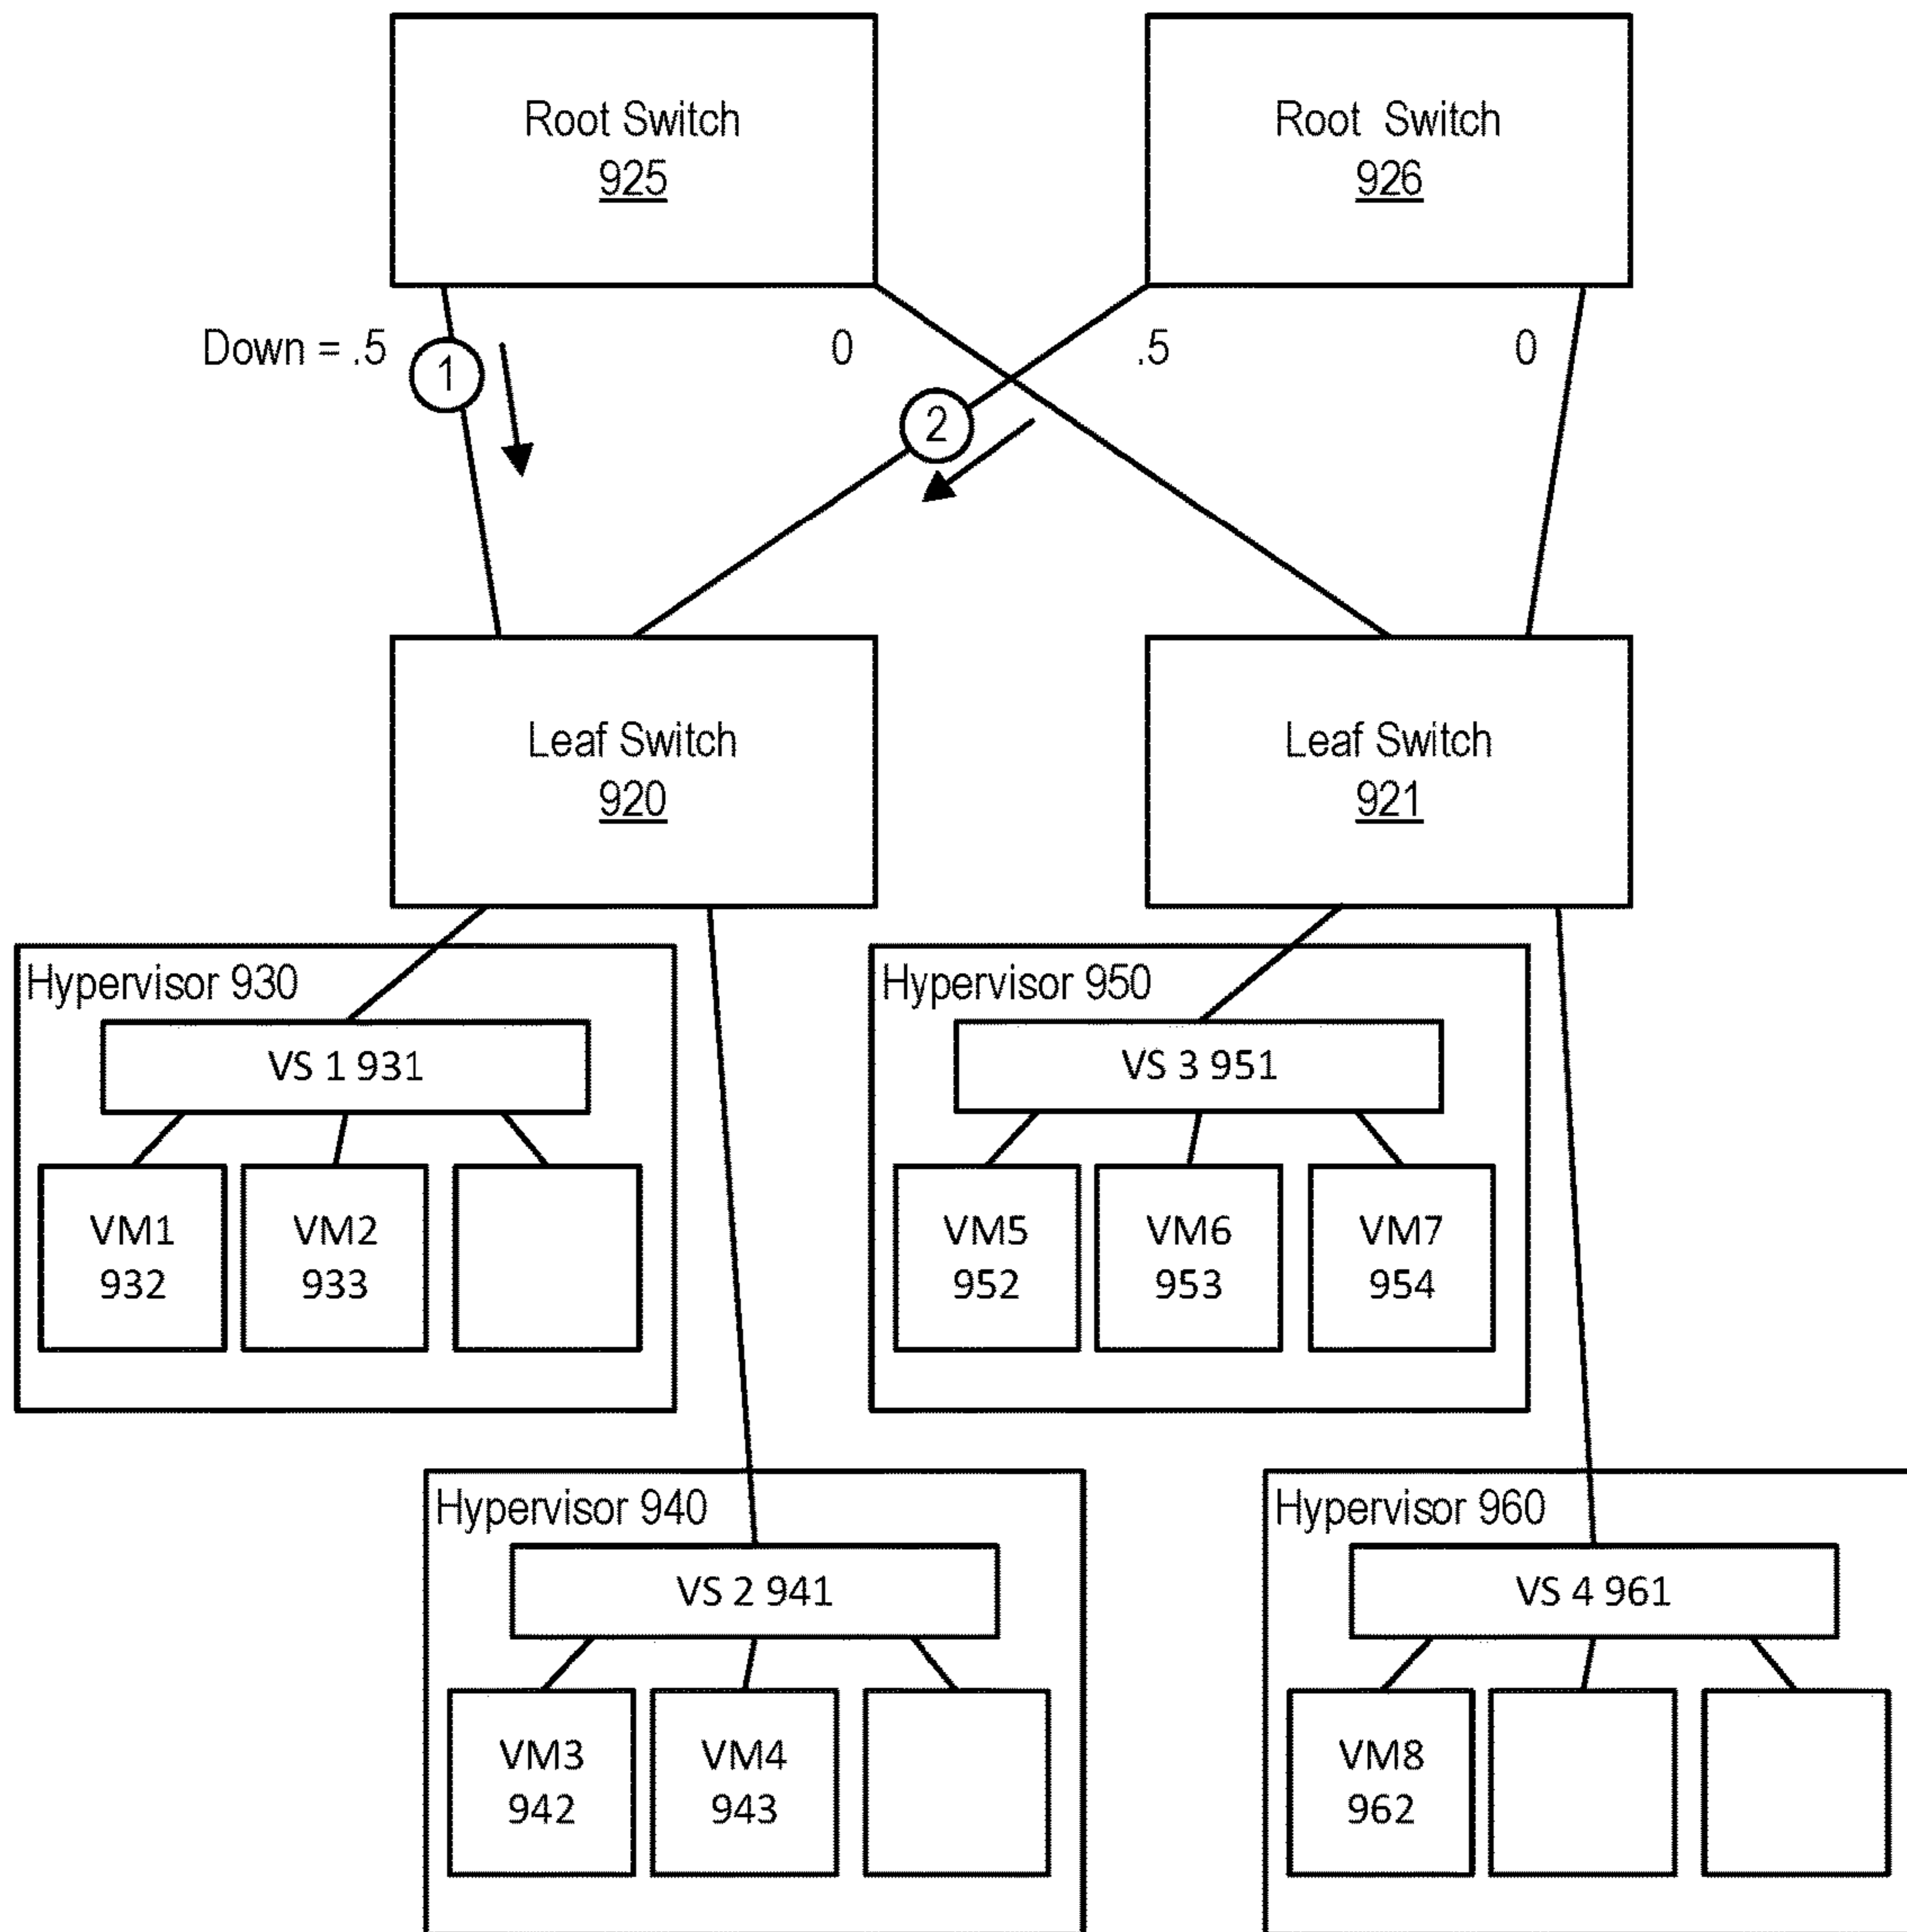 Root Switch
925
Root Switch
926
Down = .5
1
0
.5
0
2
Leaf Switch
920
Leaf Switch
921
Hypervisor 930
VS 1 931
VM1
932
VM2
933
Hypervisor 950
VS 3 951
VM5
952
VM6
953
VM7
954
Hypervisor 940
VS 2 941
VM3
942
VM4
943
Hypervisor 960
VS 4 961
VM8
962